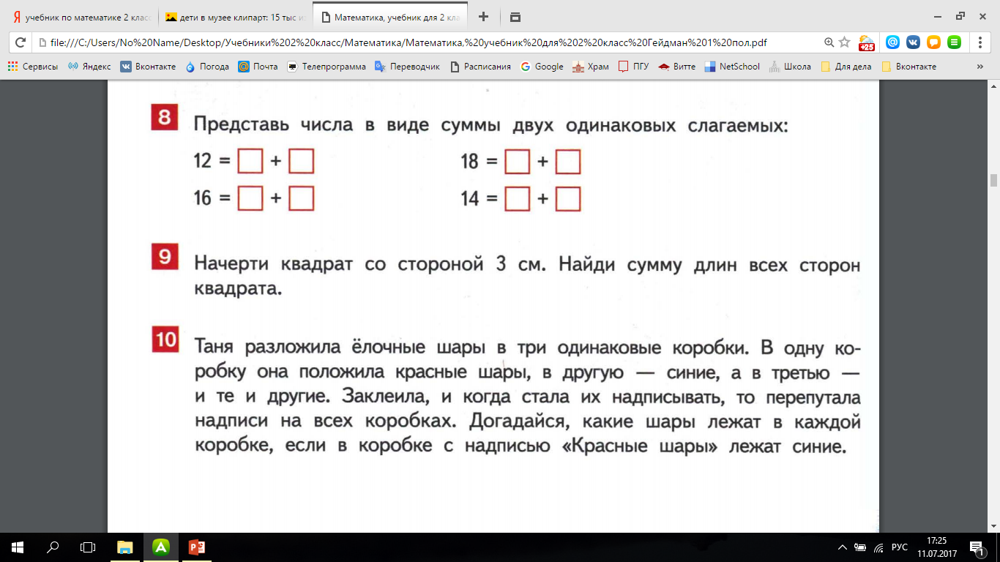 учебник по математике 2 клас
дети в музее клипарт: 15 тыс и
Математика, учебник для 2 кла
file:///C:/Users/No%20Name/Desktop/Учебники%202%20класс/Математика/Математика,%20учебник%20для%202%20класс%20Гейдман%201%20пол.pdf
+25
Сервисы Яндекс Вконтакте Погода Почта Телепрограмма Переводчик Расписания Google Храм ПГУ Витте NetSchool Школа Для дела Вконтакте »
8 Представь числа в виде суммы двух одинаковых слагаемых:
12 = □ + □ 18 = □ + □
16 = □ + □ 14 = □ + □
9 Начерти квадрат со стороной 3 см. Найди сумму длин всех сторон
квадрата.
10 Таня разложила ёлочные шары в три одинаковые коробки. В одну ко-
робку она положила красные шары, в другую — синие, а в третью —
и те и другие. Заклеила, и когда стала их надписывать, то перепутала
надписи на всех коробках. Догадайся, какие шары лежат в каждой
коробке, если в коробке с надписью «Красные шары» лежат синие.
РУС
17:25
11.07.2017
1